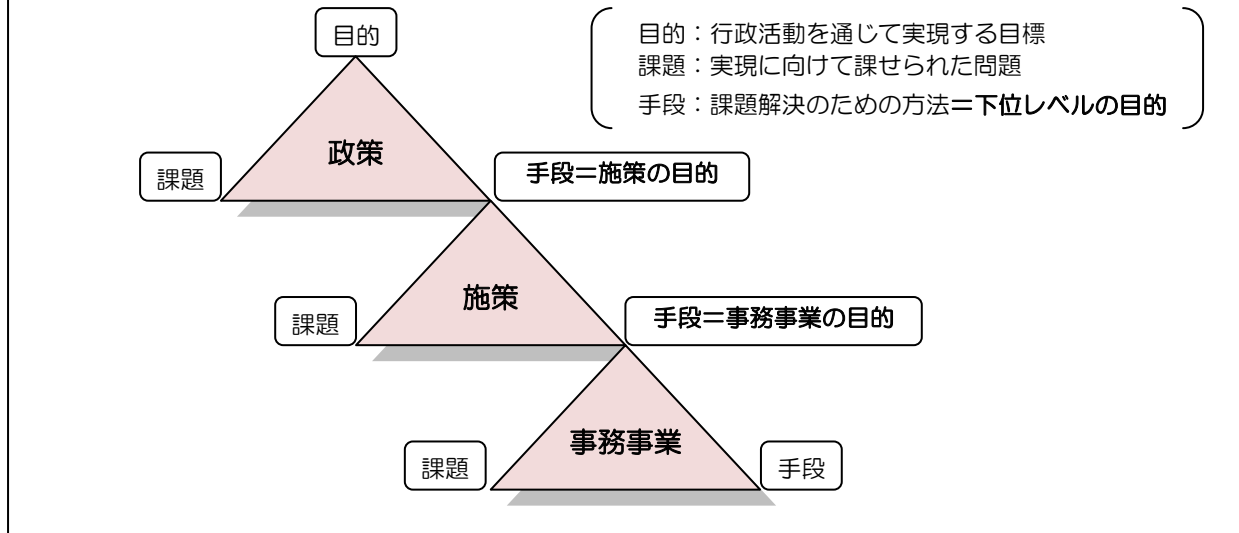 目的
目的：行政活動を通じて実現する目標
課題：実現に向けて課せられた問題
手段：課題解決のための方法＝下位レベルの目的
政策
課題
手段＝施策の目的
施策
課題
手段＝事務事業の目的
事務事業
課題
手段